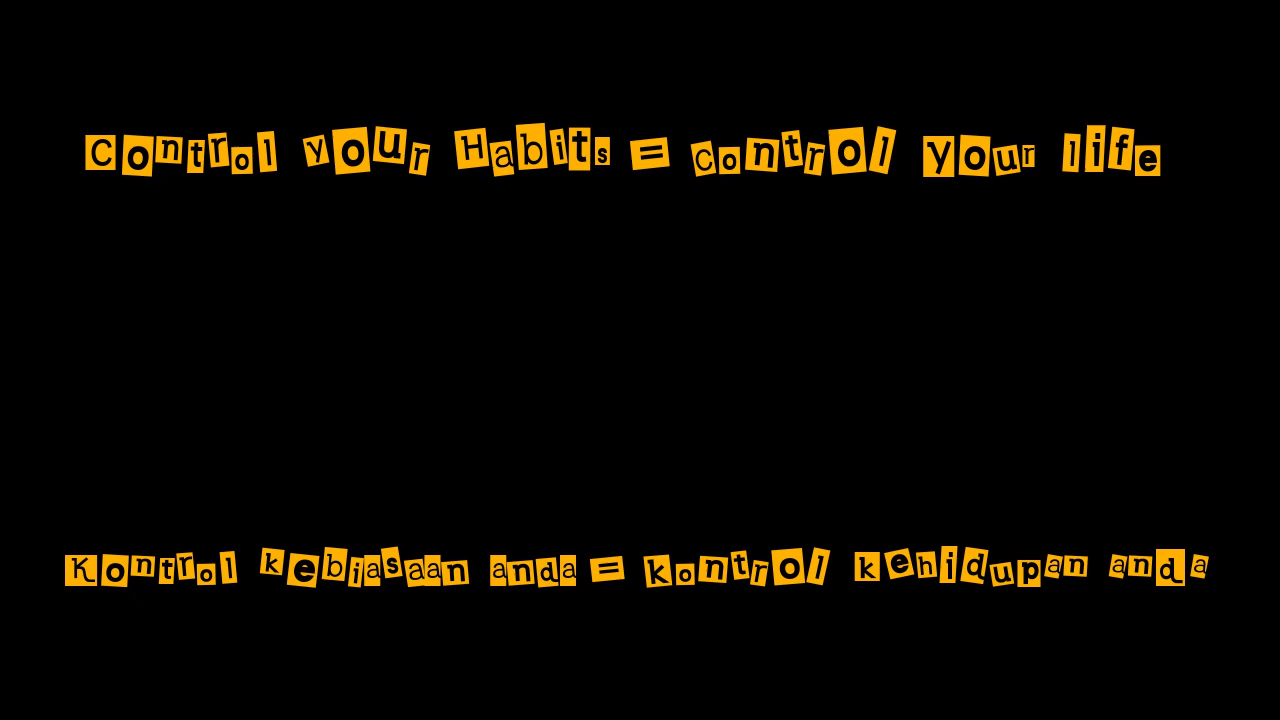 Control your Habits = control your life
Kontrol kebiasaan anda= kontrol kehidupan anda